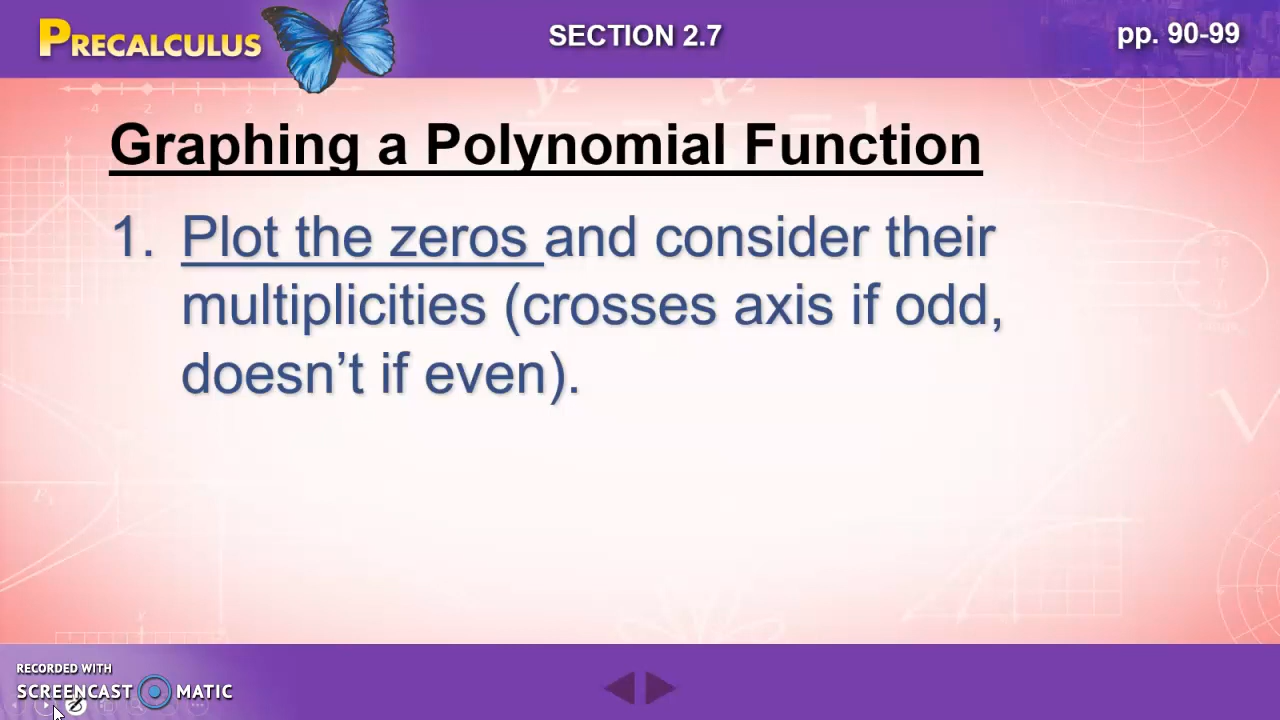 PRECALCULUS
SECTION 2.7
pp. 90-99
Graphing a Polynomial Function
1. Plot the zeros and consider their
multiplicities (crosses axis if odd,
doesn't if even).
RECORDED WITH
SCREENCAST MATIC